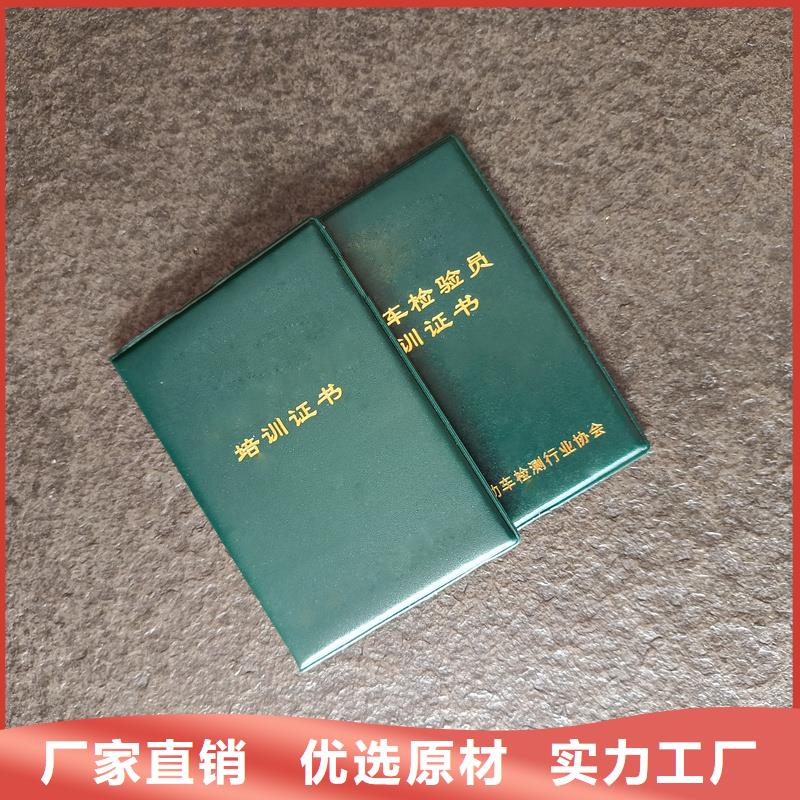 车检验员
训证书
培训证书
动车检测行业协会
厂家直销 优选原材 实力工厂